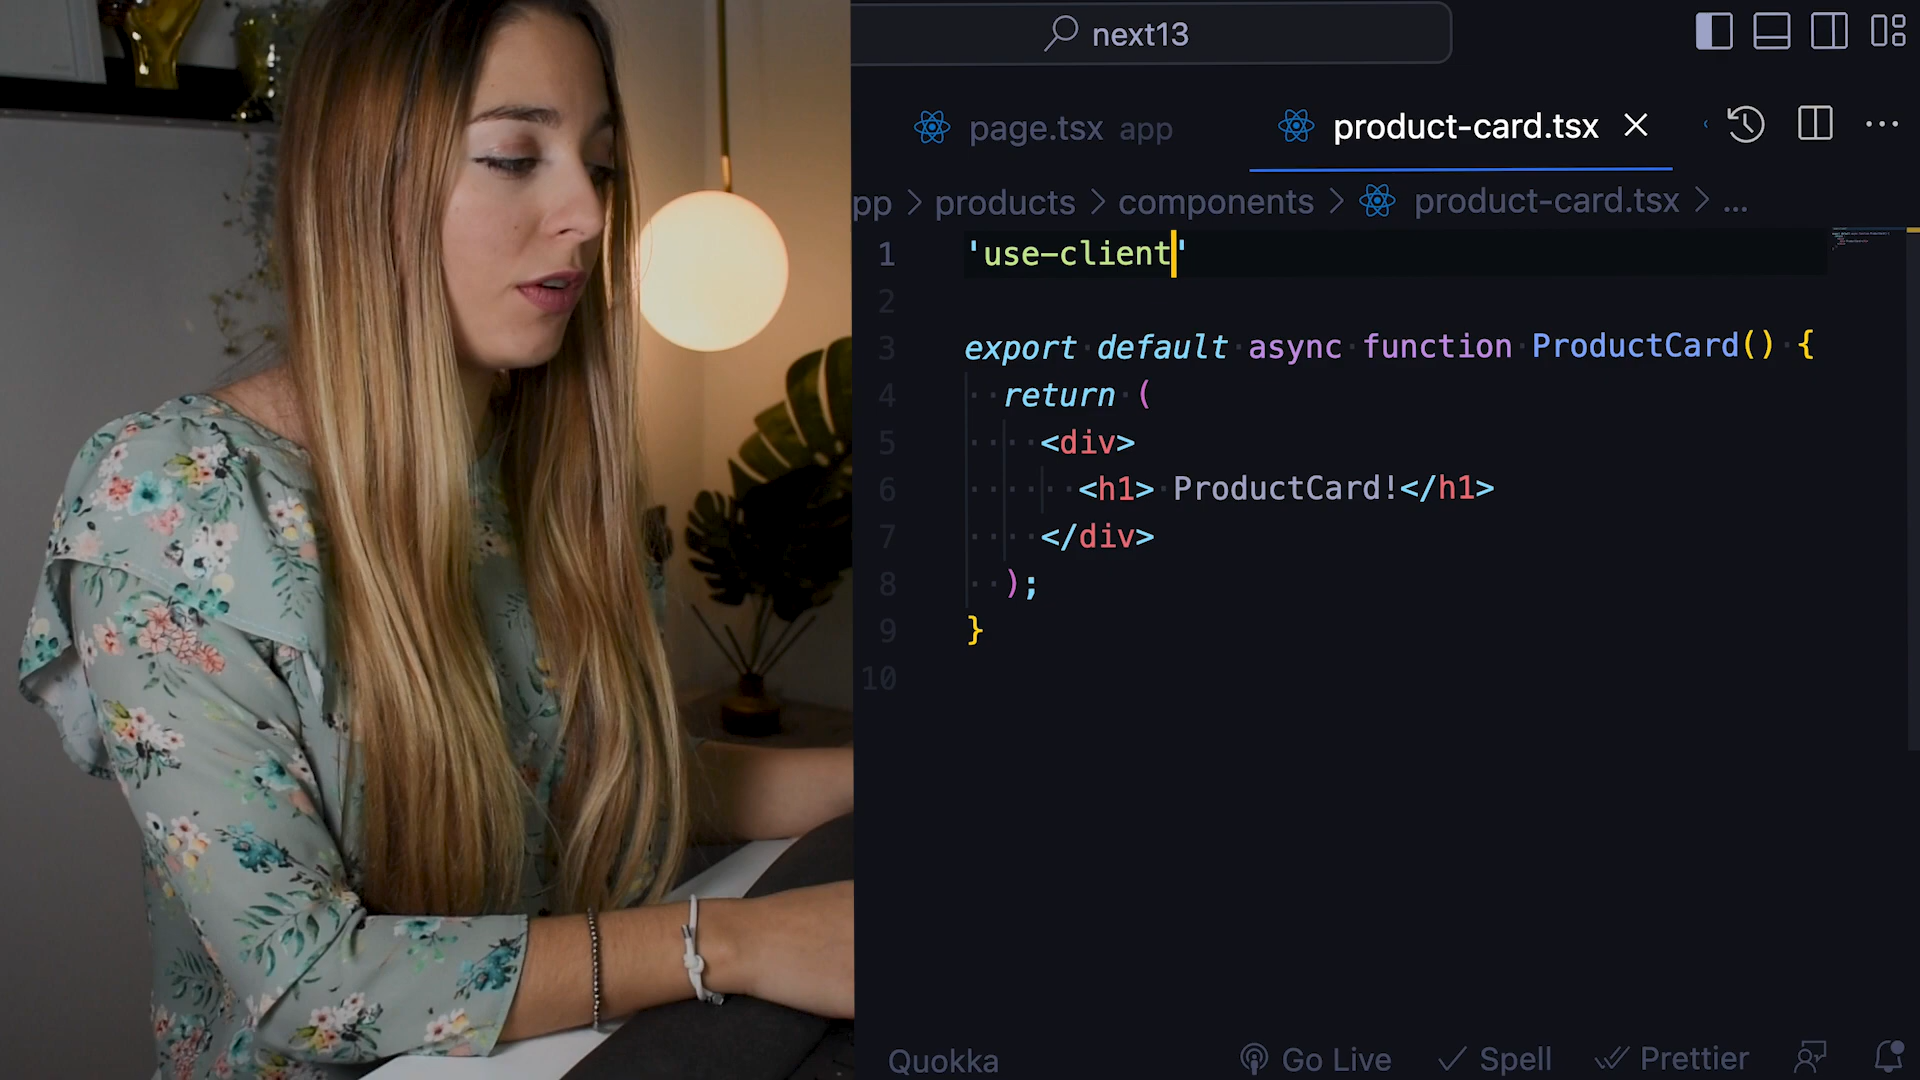 next13
page.tsx app
product-card.tsx
pp > products > components > product-card.tsx > ...
1 'use-client'
2
3 export default async function ProductCard() {
4 return (
5 <div>
6 <h1> ProductCard!</h1>
7 </div>
8 );
9 }
10
Quokka Go Live Spell Prettier